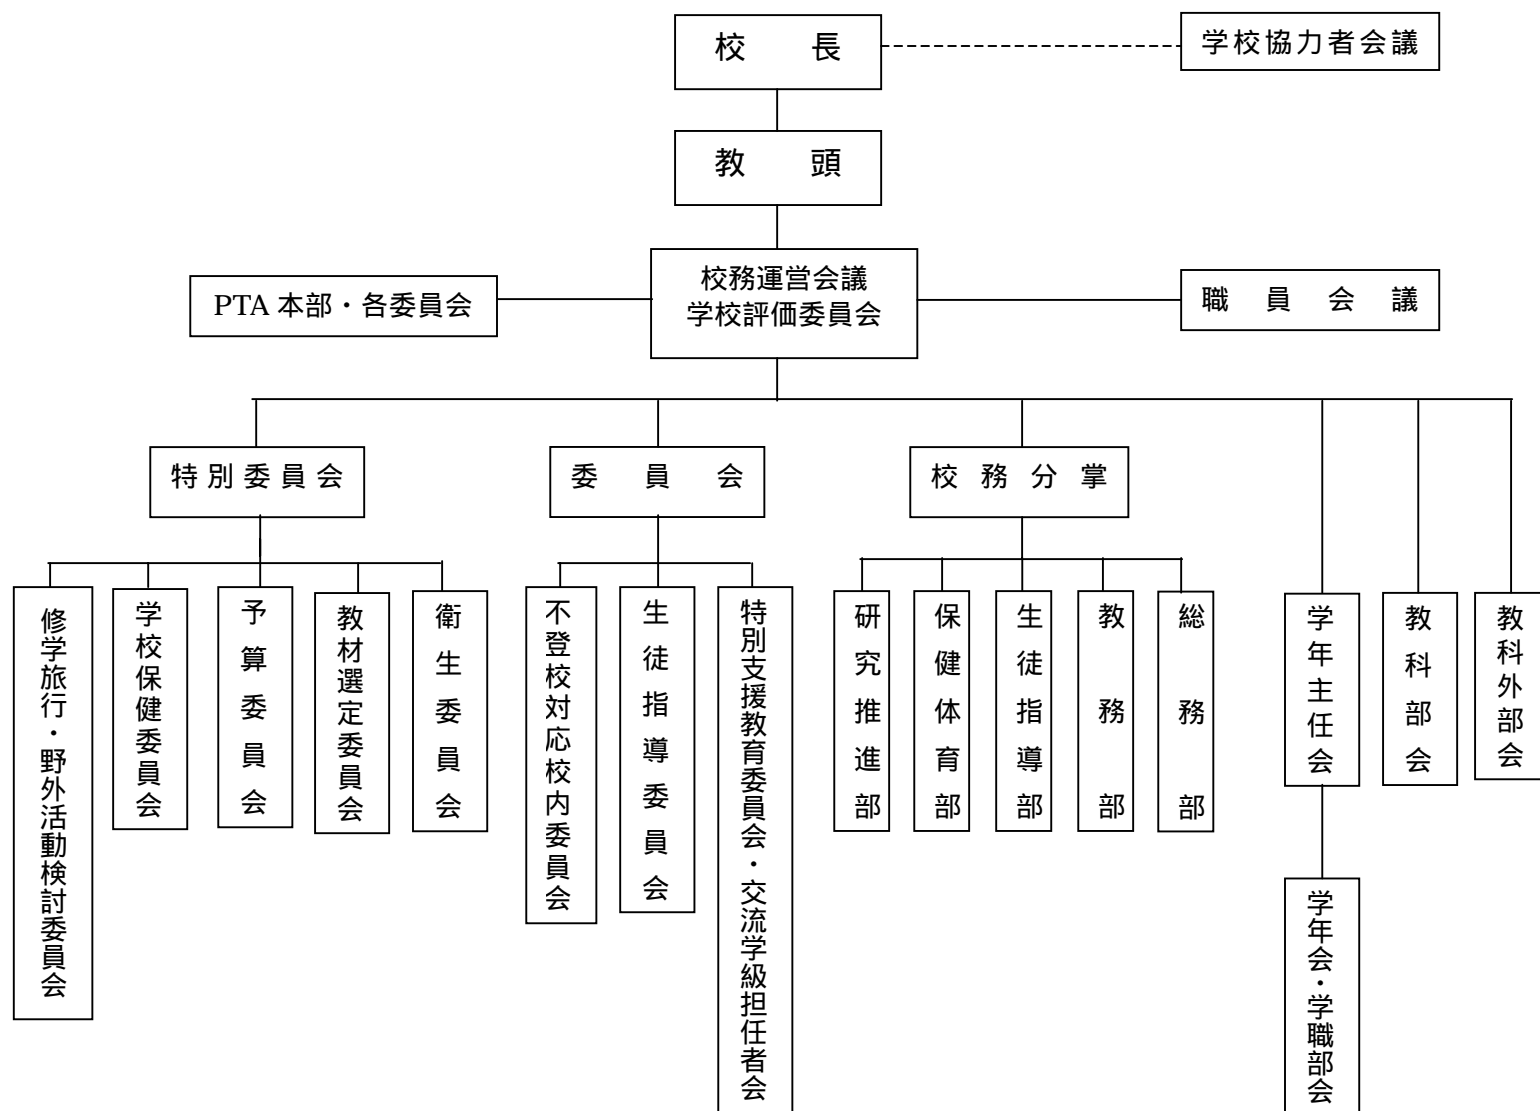 校長
学校協力者会議
教頭
校務運営会議
学校評価委員会
PTA 本部・各委員会
職員会議
特別委員会
委員会
校務分掌
修学旅行・野外活動検討委員会
学校保健委員会
予算委員会
教材選定委員会
衛生委員会
不登校対応校内委員会
生徒指導委員会
特別支援教育委員会・交流学級担任者会
研究推進部
保健体育部
生徒指導部
教務部
総務部
学年主任会
教科部会
教科外部会
学年会・学職部会